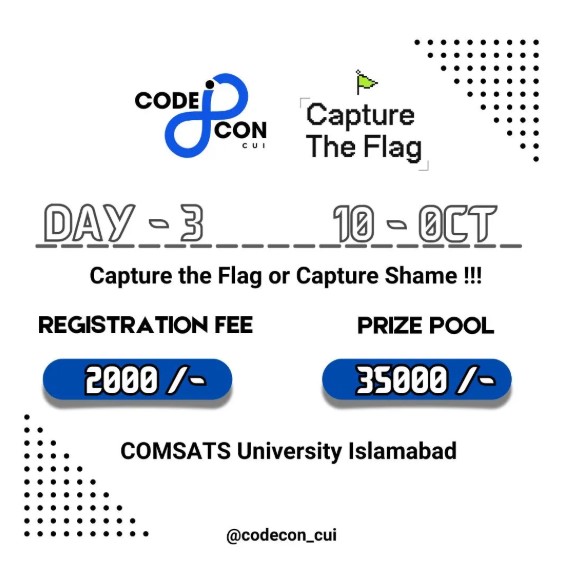 CODE CON
CUI
Capture
The Flag
DAY - 3
10 - OCT
Capture the Flag or Capture Shame !!!
REGISTRATION FEE
PRIZE POOL
2000 /-
35000 /-
COMSATS University Islamabad
@codecon_cui